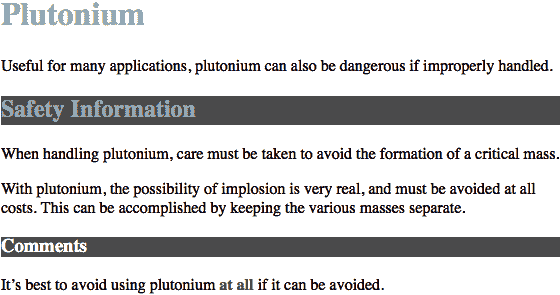 Plutonium
Useful for many applications, plutonium can also be dangerous if improperly handled.
Safety Information
When handling plutonium, care must be taken to avoid the formation of a critical mass.
With plutonium, the possibility of implosion is very real, and must be avoided at all
costs. This can be accomplished by keeping the various masses separate.
Comments
It’s best to avoid using plutonium at all if it can be avoided.